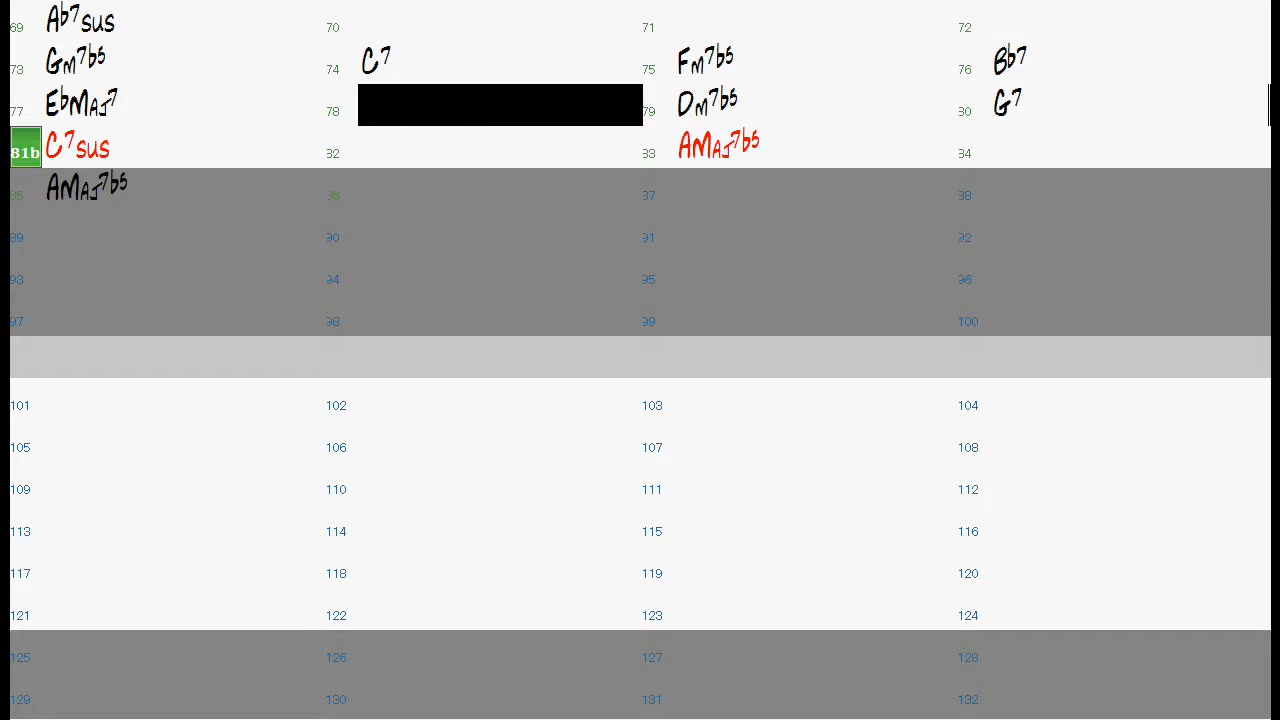 69 Ab7sus 70 71 72
73 Gm7b5 74 C7 75 Fm7b5 76 Bb7
77 EbMaj7 78 79 Dm7b5 80 G7
81b C7sus 82 83 AMaj7b5 84
85 AMaj7b5 86 87 88
89 90 91 92
93 94 95 96
97 98 99 100
101 102 103 104
105 106 107 108
109 110 111 112
113 114 115 116
117 118 119 120
121 122 123 124
125 126 127 128
129 130 131 132